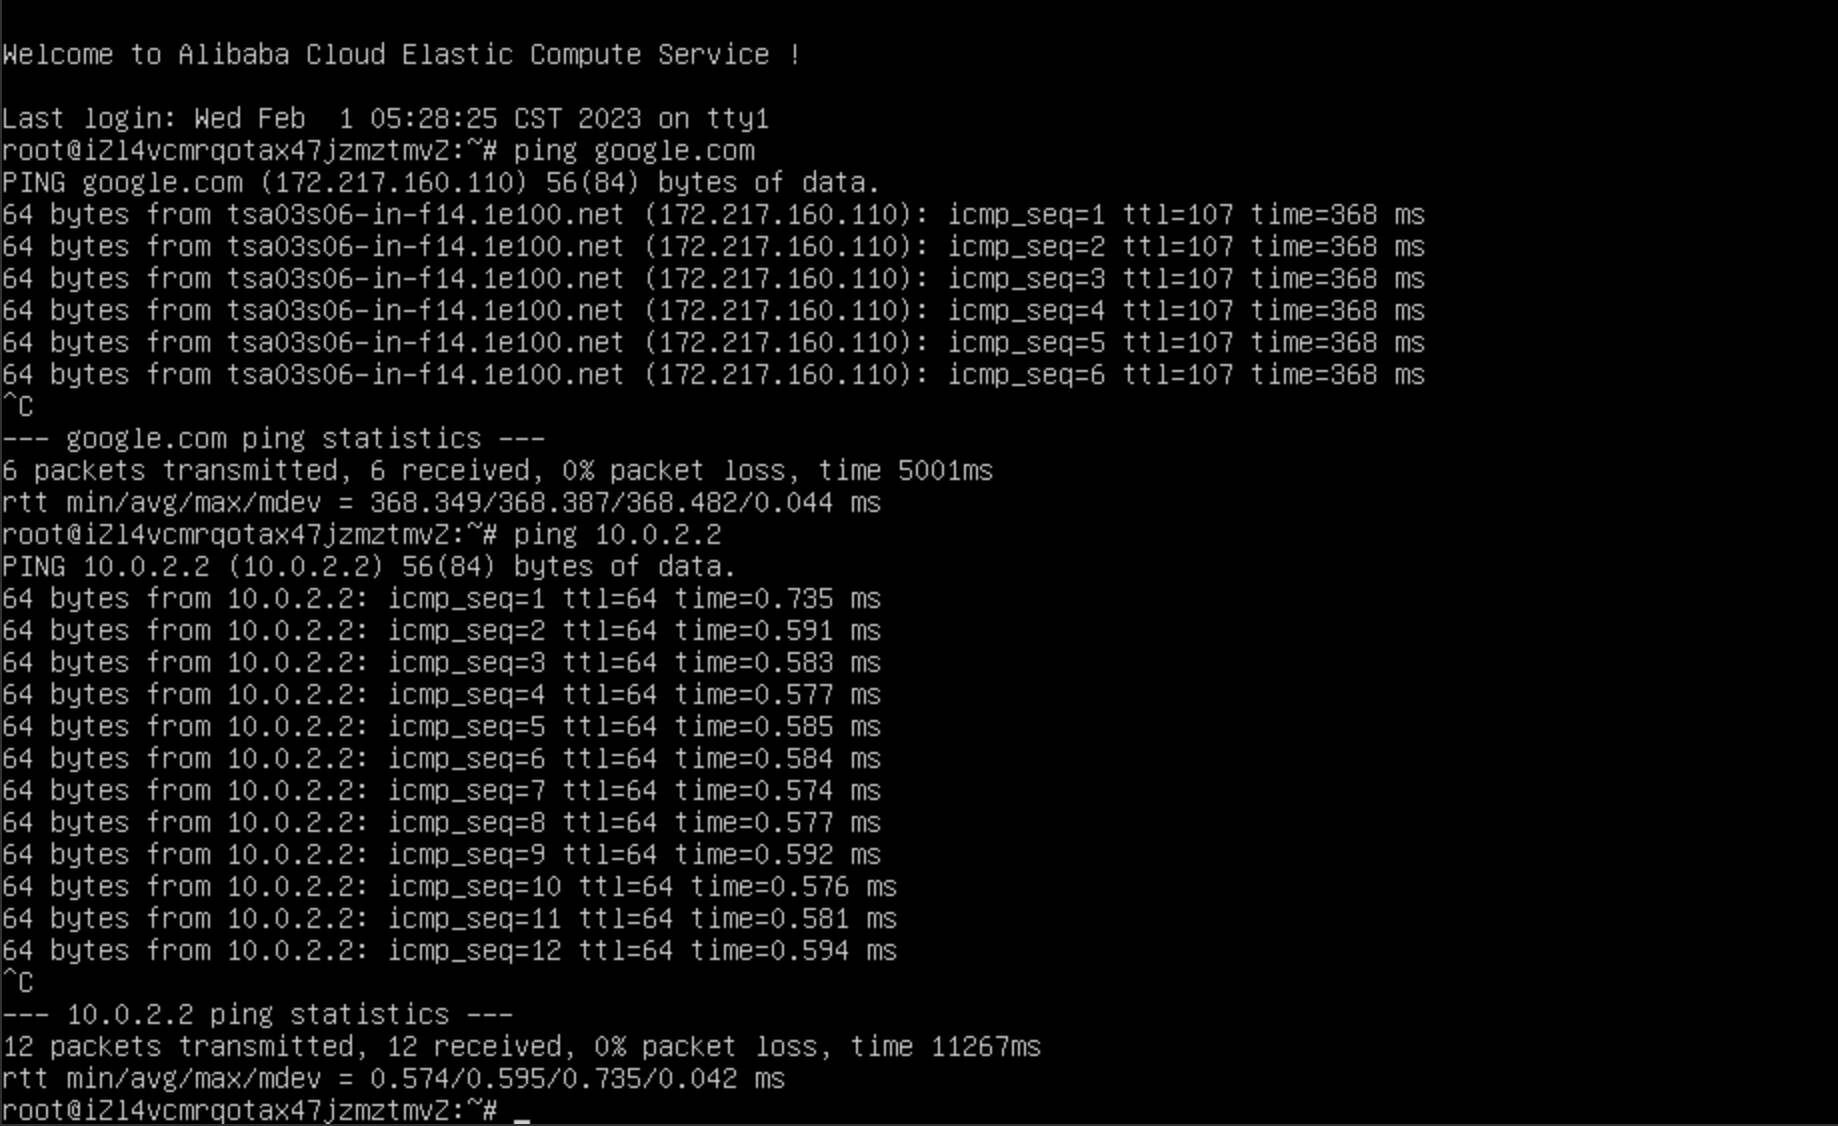 Welcome to Alibaba Cloud Elastic Compute Service !
Last login: Wed Feb  1 05:28:25 CST 2023 on tty1
root@iZl4vcmrqotax47jzmztmvZ:~# ping google.com
PING google.com (172.217.160.110) 56(84) bytes of data.
64 bytes from tsa03s06-in-f14.1e100.net (172.217.160.110): icmp_seq=1 ttl=107 time=368 ms
64 bytes from tsa03s06-in-f14.1e100.net (172.217.160.110): icmp_seq=2 ttl=107 time=368 ms
64 bytes from tsa03s06-in-f14.1e100.net (172.217.160.110): icmp_seq=3 ttl=107 time=368 ms
64 bytes from tsa03s06-in-f14.1e100.net (172.217.160.110): icmp_seq=4 ttl=107 time=368 ms
64 bytes from tsa03s06-in-f14.1e100.net (172.217.160.110): icmp_seq=5 ttl=107 time=368 ms
64 bytes from tsa03s06-in-f14.1e100.net (172.217.160.110): icmp_seq=6 ttl=107 time=368 ms
^C
--- google.com ping statistics ---
6 packets transmitted, 6 received, 0% packet loss, time 5001ms
rtt min/avg/max/mdev = 368.349/368.387/368.482/0.044 ms
root@iZl4vcmrqotax47jzmztmvZ:~# ping 10.0.2.2
PING 10.0.2.2 (10.0.2.2) 56(84) bytes of data.
64 bytes from 10.0.2.2: icmp_seq=1 ttl=64 time=0.735 ms
64 bytes from 10.0.2.2: icmp_seq=2 ttl=64 time=0.591 ms
64 bytes from 10.0.2.2: icmp_seq=3 ttl=64 time=0.583 ms
64 bytes from 10.0.2.2: icmp_seq=4 ttl=64 time=0.577 ms
64 bytes from 10.0.2.2: icmp_seq=5 ttl=64 time=0.585 ms
64 bytes from 10.0.2.2: icmp_seq=6 ttl=64 time=0.584 ms
64 bytes from 10.0.2.2: icmp_seq=7 ttl=64 time=0.574 ms
64 bytes from 10.0.2.2: icmp_seq=8 ttl=64 time=0.577 ms
64 bytes from 10.0.2.2: icmp_seq=9 ttl=64 time=0.592 ms
64 bytes from 10.0.2.2: icmp_seq=10 ttl=64 time=0.576 ms
64 bytes from 10.0.2.2: icmp_seq=11 ttl=64 time=0.581 ms
64 bytes from 10.0.2.2: icmp_seq=12 ttl=64 time=0.594 ms
^C
--- 10.0.2.2 ping statistics ---
12 packets transmitted, 12 received, 0% packet loss, time 11267ms
rtt min/avg/max/mdev = 0.574/0.595/0.735/0.042 ms
root@iZl4vcmrqotax47jzmztmvZ:~# _